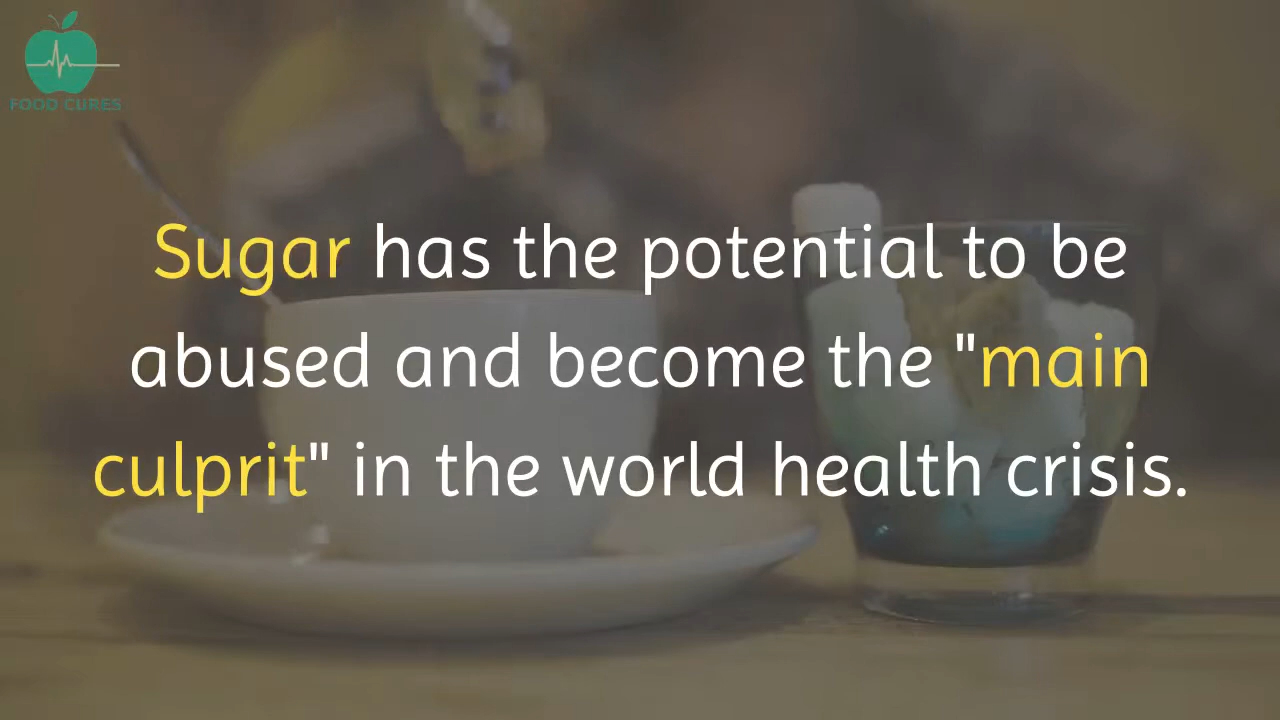 FOOD CURES
Sugar has the potential to be
abused and become the "main
culprit" in the world health crisis.